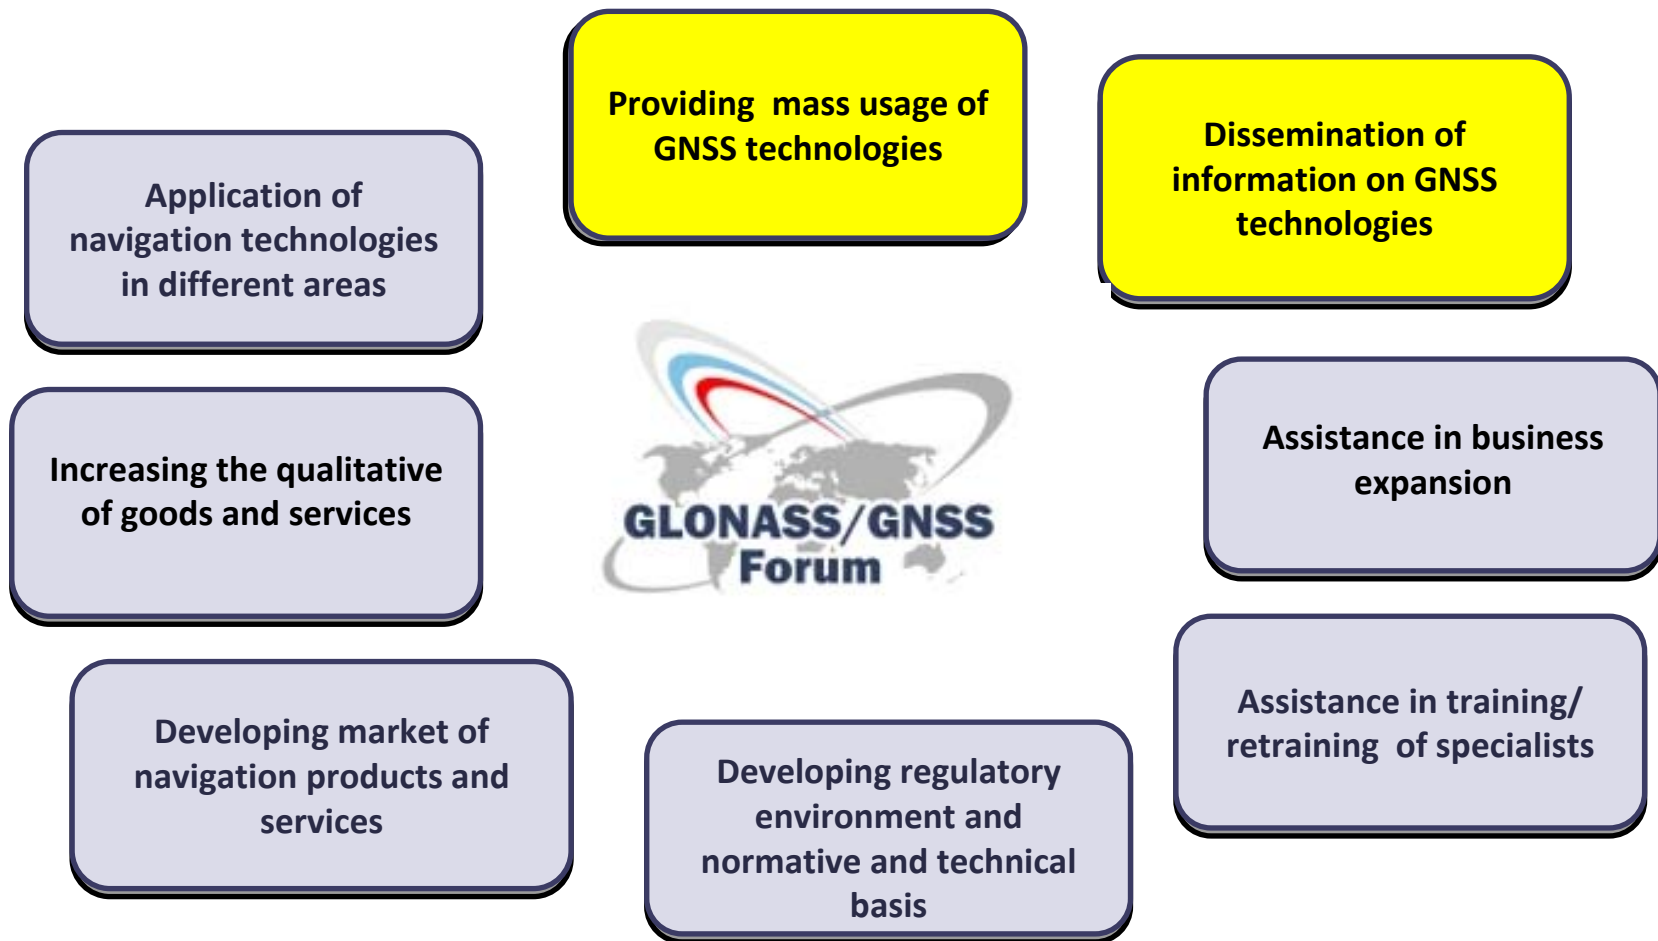 Providing mass usage of
GNSS technologies
Dissemination of
information on GNSS
technologies
Application of
navigation technologies
in different areas
Assistance in business
expansion
Increasing the qualitative
of goods and services
GLONASS/GNSS
Forum
Assistance in training/
retraining of specialists
Developing market of
navigation products and
services
Developing regulatory
environment and
normative and technical
basis